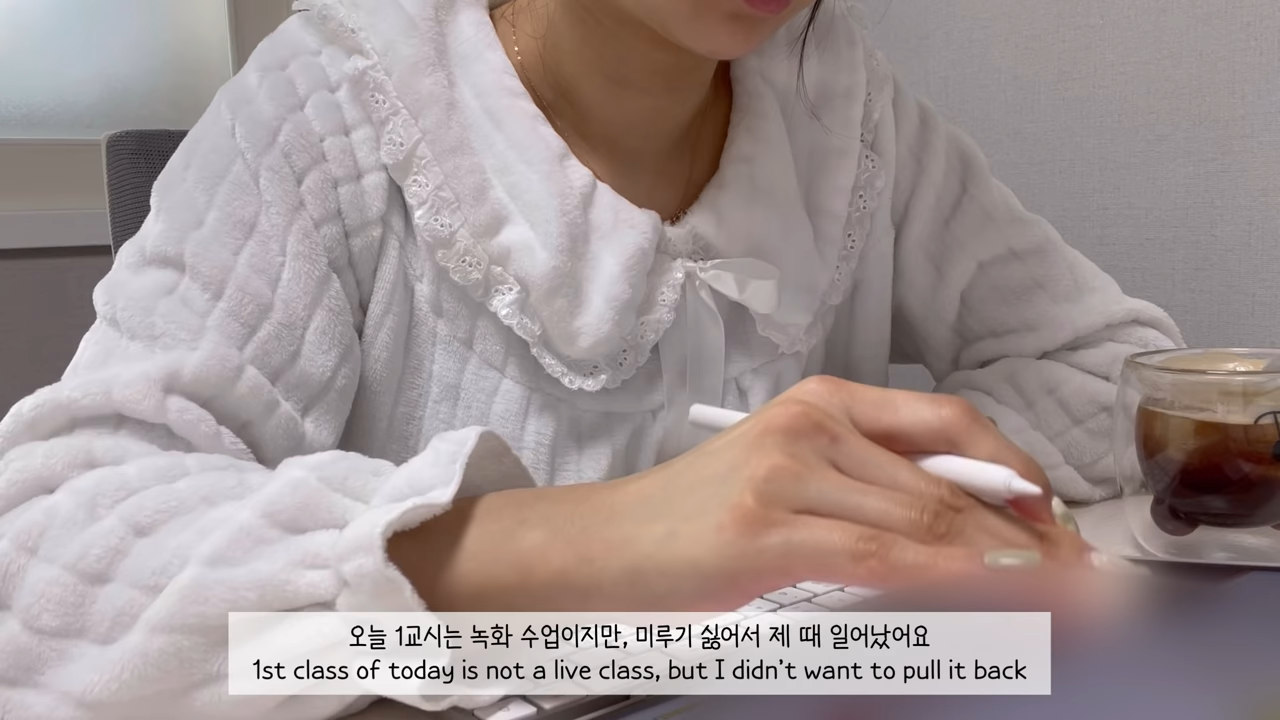 오늘 1교시는 녹화 수업이지만, 미루기 싫어서 제 때 일어났어요
1st class of today is not a live class, but I didn't want to pull it back